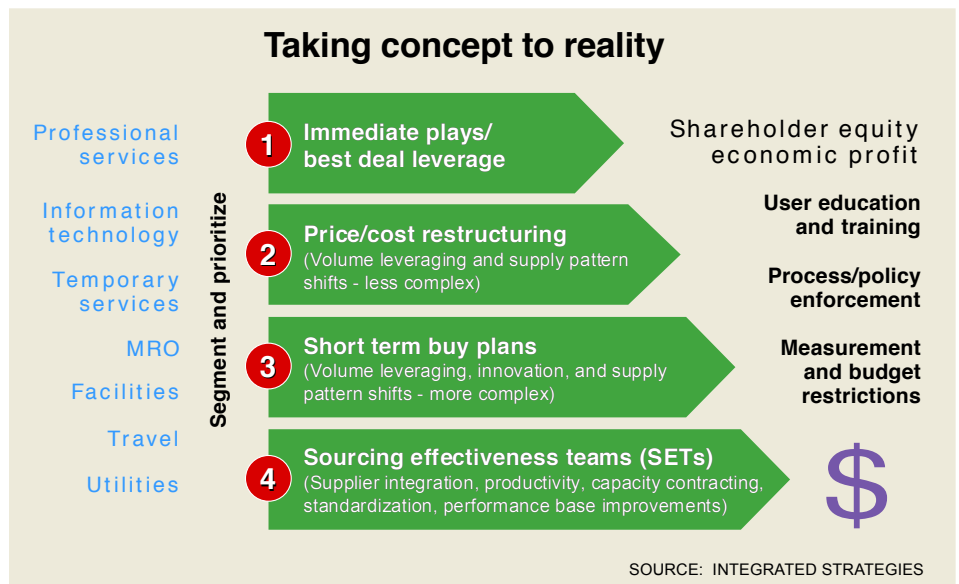 Taking concept to reality
Professional
services
Information
technology
Temporary
services
MRO
Facilities
Travel
Utilities
Segment and prioritize
1
Immediate plays/
best deal leverage
2
Price/cost restructuring
(Volume leveraging and supply pattern
shifts - less complex)
3
Short term buy plans
(Volume leveraging, innovation, and supply
pattern shifts - more complex)
4
Sourcing effectiveness teams (SETs)
(Supplier integration, productivity, capacity contracting,
standardization, performance base improvements)
Shareholder equity
economic profit
User education
and training
Process/policy
enforcement
Measurement
and budget
restrictions
$
SOURCE: INTEGRATED STRATEGIES